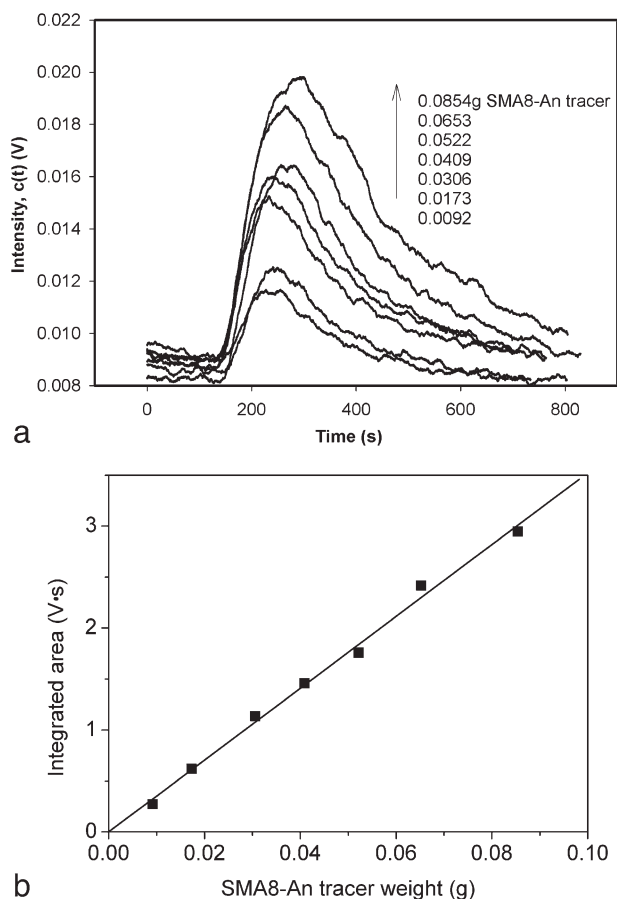 0.022
0.020
0.018
0.016
0.014
0.012
0.010
0.008
Intensity, c(t) (V)
0.0854g SMA8-An tracer
0.0653
0.0522
0.0409
0.0306
0.0173
0.0092
0 200 400 600 800
Time (s)
a
3
2
1
0
Integrated area (V•s)
0.00 0.02 0.04 0.06 0.08 0.10
SMA8-An tracer weight (g)
b